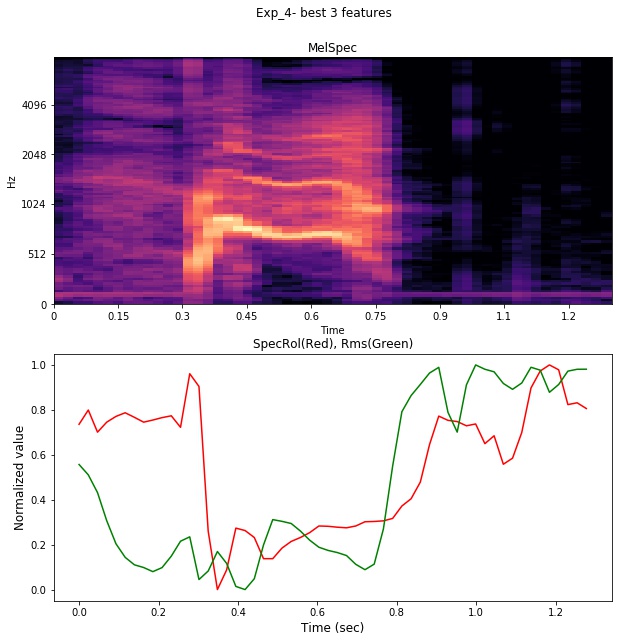 Exp_4- best 3 features
MelSpec
4096
2048
1024
512
0
Hz
0 0.15 0.3 0.45 0.6 0.75 0.9 1.1 1.2
Time
SpecRol(Red), Rms(Green)
1.0
0.8
0.6
0.4
0.2
0.0
Normalized value
0.0 0.2 0.4 0.6 0.8 1.0 1.2
Time (sec)